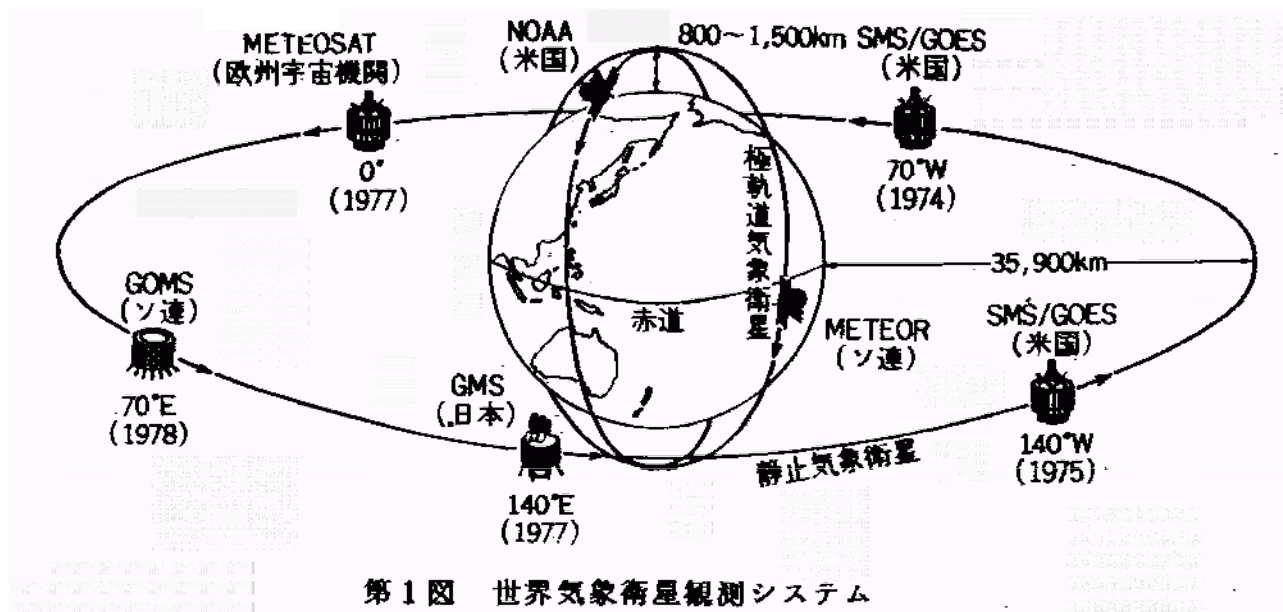 METEOSAT
(欧州宇宙機関)
0°
(1977)
NOAA
(米国)
800～1,500km
SMS/GOES
(米国)
70°W
(1974)
極軌道気象衛星
35,900km
GOMS
(ソ連)
70°E
(1978)
赤道
METEOR
(ソ連)
SMS/GOES
(米国)
140°W
(1975)
GMS
(日本)
140°E
(1977)
静止気象衛星
第1図 世界気象衛星観測システム